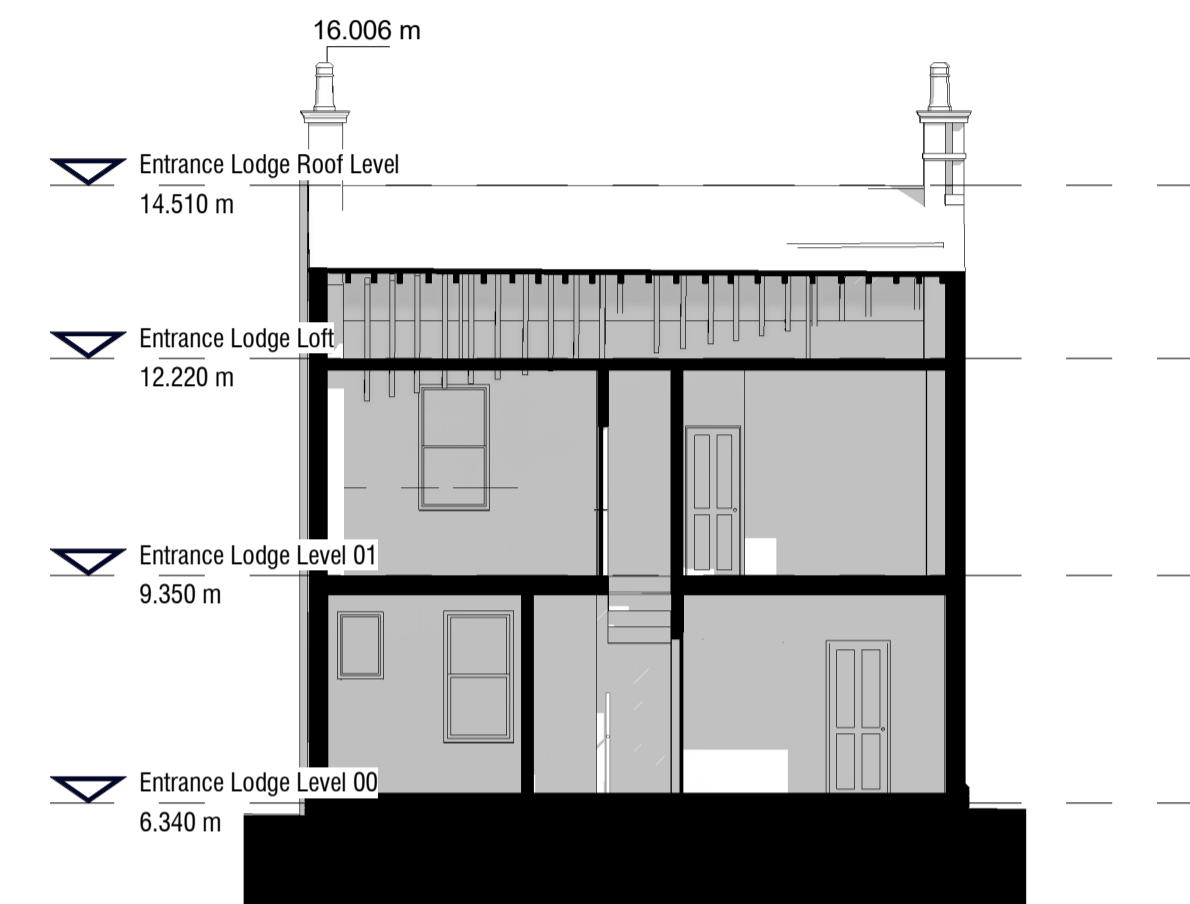 16.006 m
Entrance Lodge Roof Level
14.510 m
Entrance Lodge Loft
12.220 m
Entrance Lodge Level 01
9.350 m
Entrance Lodge Level 00
6.340 m